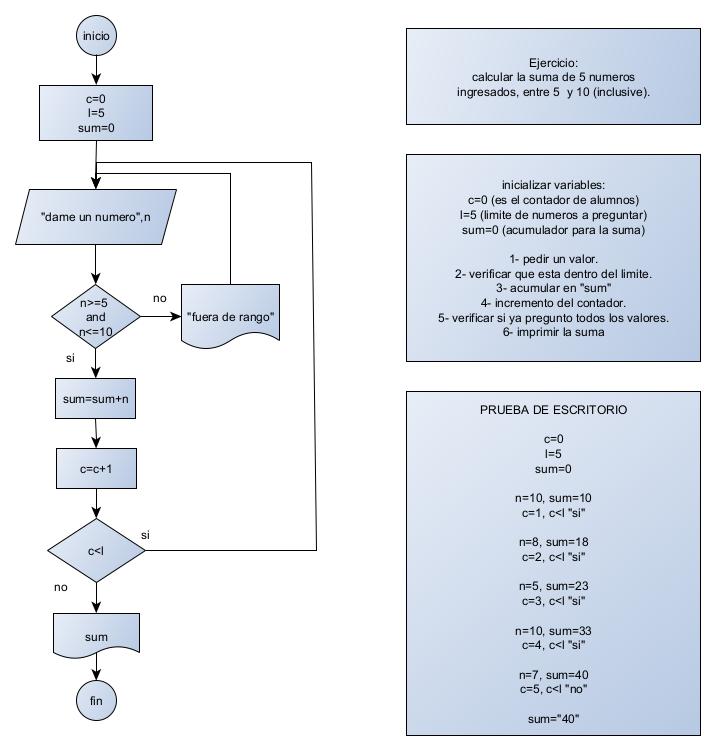 inicio
c=0
l=5
sum=0
"dame un numero",n
n>=5
and
n<=10
no
"fuera de rango"
si
sum=sum+n
c=c+1
c<l
si
no
sum
fin
Ejercicio:
calcular la suma de 5 numeros
ingresados, entre 5 y 10 (inclusive).
inicializar variables:
c=0 (es el contador de alumnos)
l=5 (limite de numeros a preguntar)
sum=0 (acumulador para la suma)
1- pedir un valor.
2- verificar que esta dentro del limite.
3- acumular en "sum"
4- incremento del contador.
5- verificar si ya pregunto todos los valores.
6- imprimir la suma
PRUEBA DE ESCRITORIO
c=0
l=5
sum=0
n=10, sum=10
c=1, c<l "si"
n=8, sum=18
c=2, c<l "si"
n=5, sum=23
c=3, c<l "si"
n=10, sum=33
c=4, c<l "si"
n=7, sum=40
c=5, c<l "no"
sum="40"